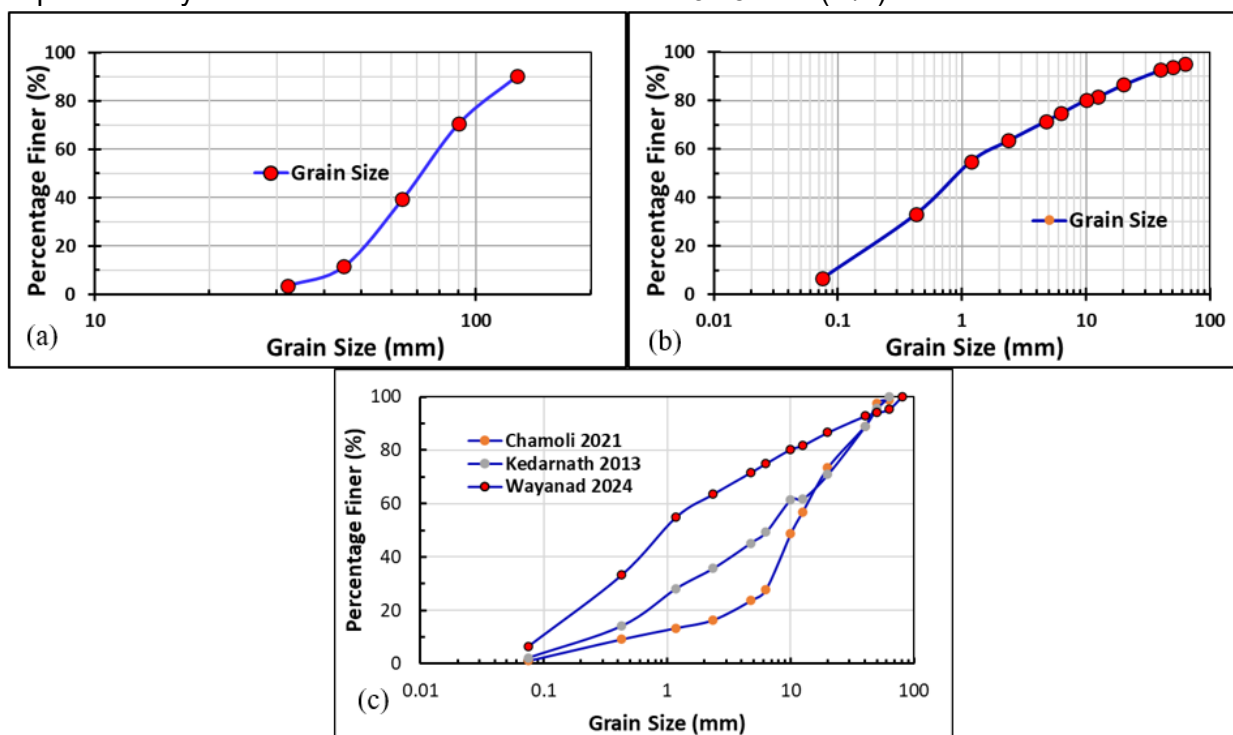 100
80
60
40
20
0
Percentage Finer (%)
Grain Size
10
100
Grain Size (mm)
(a)
100
80
60
40
20
0
Percentage Finer (%)
Grain Size
0.01
0.1
1
10
100
Grain Size (mm)
(b)
100
80
60
40
20
0
Percentage Finer (%)
Chamoli 2021
Kedarnath 2013
Wayanad 2024
0.01
0.1
1
10
100
Grain Size (mm)
(c)